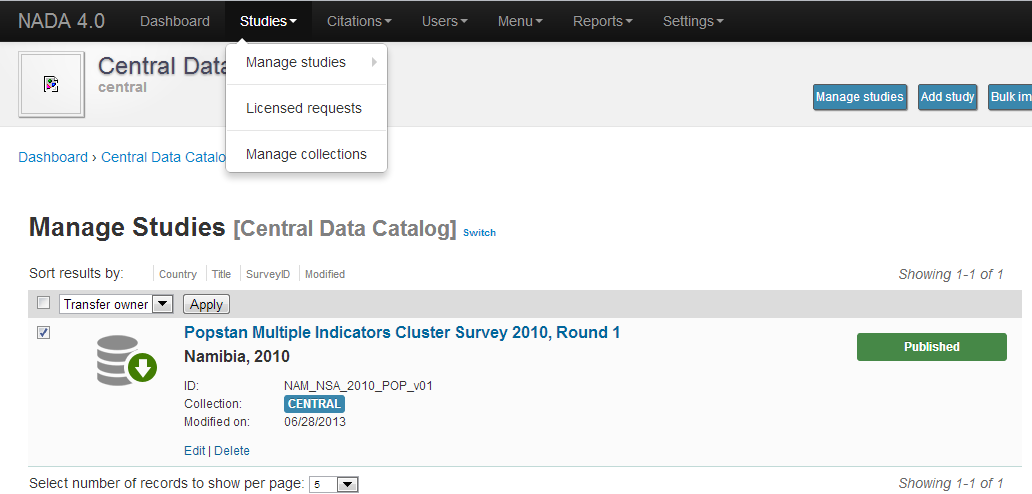 NADA 4.0 Dashboard Studies Citations Users Menu Reports Settings
Central Data
central
Manage studies
Licensed requests
Manage collections
Manage studies Add study Bulk im
Dashboard › Central Data Catalo
Manage Studies [Central Data Catalog] Switch
Sort results by: Country Title SurveyID Modified Showing 1-1 of 1
Transfer owner Apply
Popstan Multiple Indicators Cluster Survey 2010, Round 1
Published
Namibia, 2010
ID: NAM_NSA_2010_POP_v01
Collection: CENTRAL
Modified on: 06/28/2013
Edit | Delete
Select number of records to show per page: 5 Showing 1-1 of 1